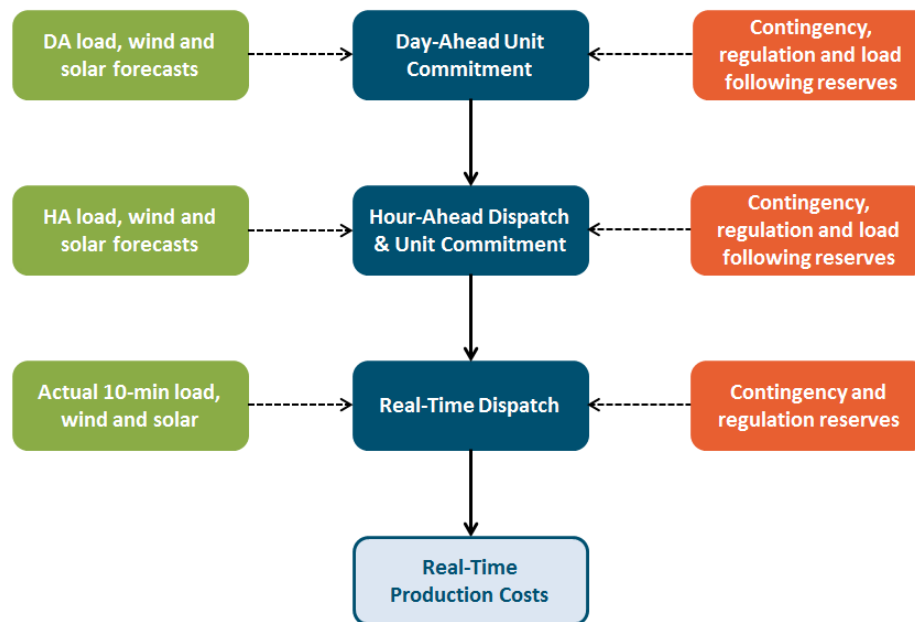 DA load, wind and
solar forecasts
Day-Ahead Unit
Commitment
Contingency,
regulation and load
following reserves
HA load, wind and
solar forecasts
Hour-Ahead Dispatch
& Unit Commitment
Contingency,
regulation and load
following reserves
Actual 10-min load,
wind and solar
Real-Time Dispatch
Contingency and
regulation reserves
Real-Time
Production Costs